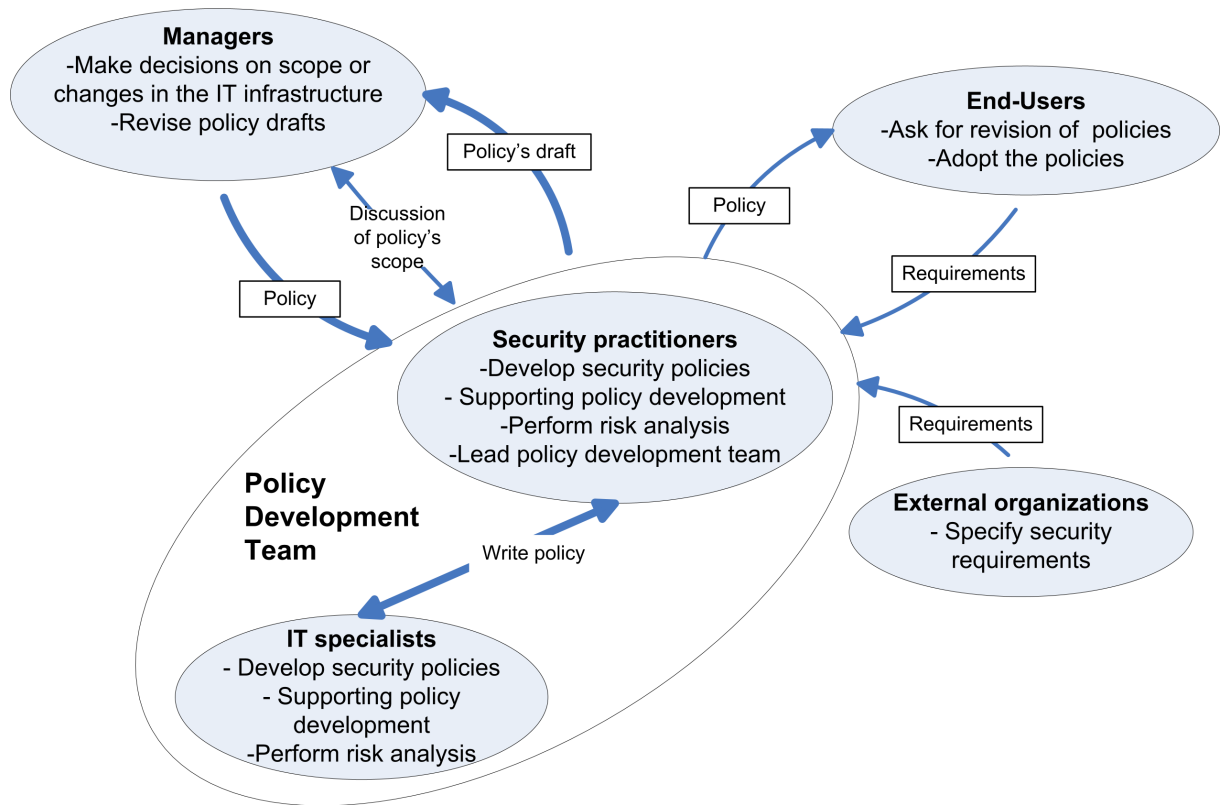 Managers
-Make decisions on scope or
changes in the IT infrastructure
-Revise policy drafts
Policy's draft
End-Users
-Ask for revision of  policies
-Adopt the policies
Policy
Discussion
of policy's
scope
Requirements
Policy
Security practitioners
-Develop security policies
- Supporting policy development
-Perform risk analysis
-Lead policy development team
Requirements
Policy
Development
Team
External organizations
- Specify security
requirements
Write policy
IT specialists
- Develop security policies
- Supporting policy
development
-Perform risk analysis